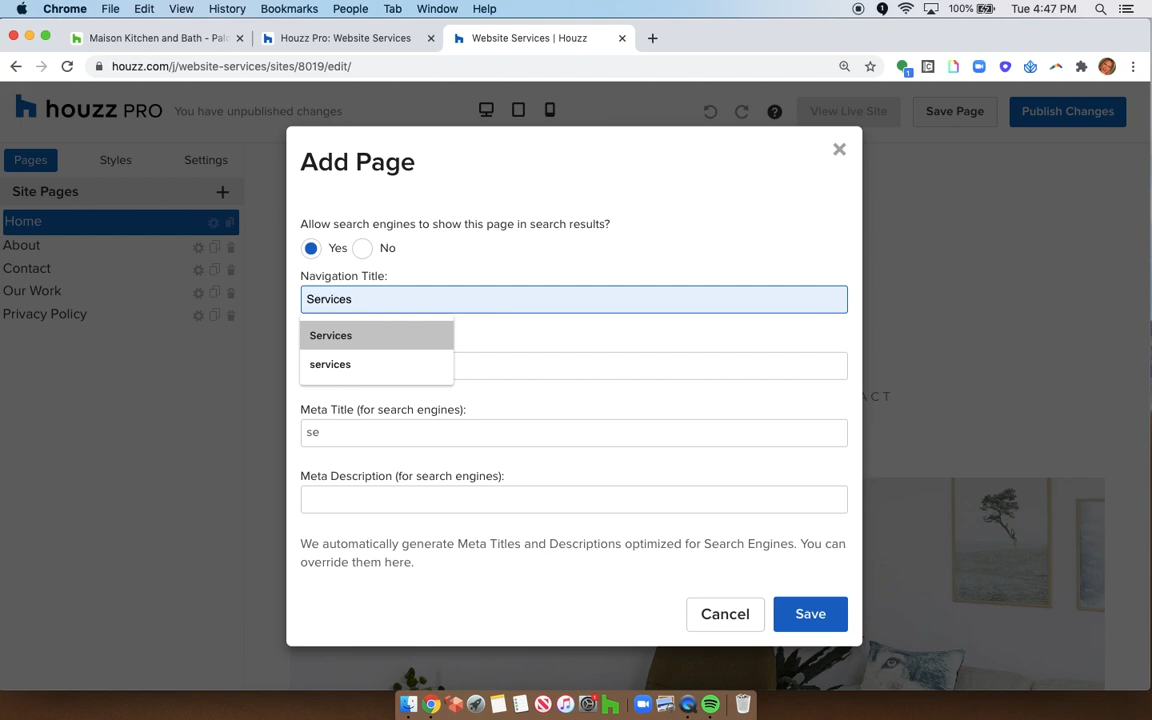 Chrome File Edit View History Bookmarks People Tab Window Help 100% Tue 4:47 PM
Maison Kitchen and Bath - Palo
Houzz Pro: Website Services
Website Services | Houzz
houzz.com/j/website-services/sites/8019/edit/
houzz PRO
You have unpublished changes
View Live Site
Save Page
Publish Changes
Pages
Styles
Settings
Site Pages
Home
About
Contact
Our Work
Privacy Policy
Add Page
Allow search engines to show this page in search results?
Yes
No
Navigation Title:
Services
Services
services
Meta Title (for search engines):
se
Meta Description (for search engines):
We automatically generate Meta Titles and Descriptions optimized for Search Engines. You can
override them here.
Cancel
Save
ACT